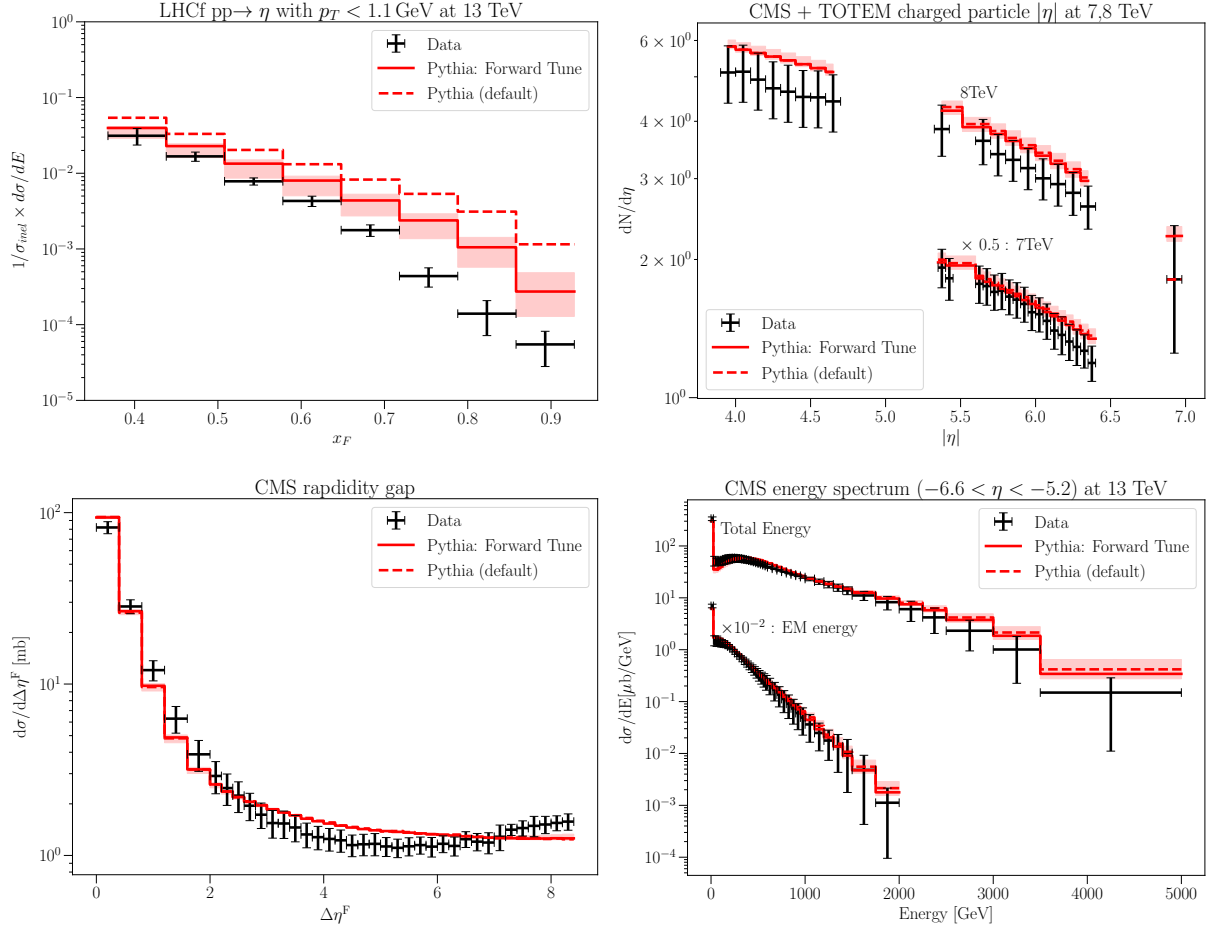 LHCf pp→ η with p_T < 1.1 GeV at 13 TeV
10^0
10^−1
10^−2
10^−3
10^−4
10^−5
1/σ_inel × dσ/dE
Data
Pythia: Forward Tune
Pythia (default)
0.4 0.5 0.6 0.7 0.8 0.9
x_F
CMS + TOTEM charged particle |η| at 7,8 TeV
6 × 10^0
4 × 10^0
3 × 10^0
2 × 10^0
10^0
dN/dη
8TeV
× 0.5 : 7TeV
Data
Pythia: Forward Tune
Pythia (default)
4.0 4.5 5.0 5.5 6.0 6.5 7.0
|η|
CMS rapdidity gap
10^2
10^1
10^0
dσ/dΔη^F [mb]
Data
Pythia: Forward Tune
Pythia (default)
0 2 4 6 8
Δη^F
CMS energy spectrum (−6.6 < η < −5.2) at 13 TeV
10^2
10^1
10^0
10^−1
10^−2
10^−3
10^−4
dσ/dE[μb/GeV]
Total Energy
×10^−2 : EM energy
Data
Pythia: Forward Tune
Pythia (default)
0 1000 2000 3000 4000 5000
Energy [GeV]